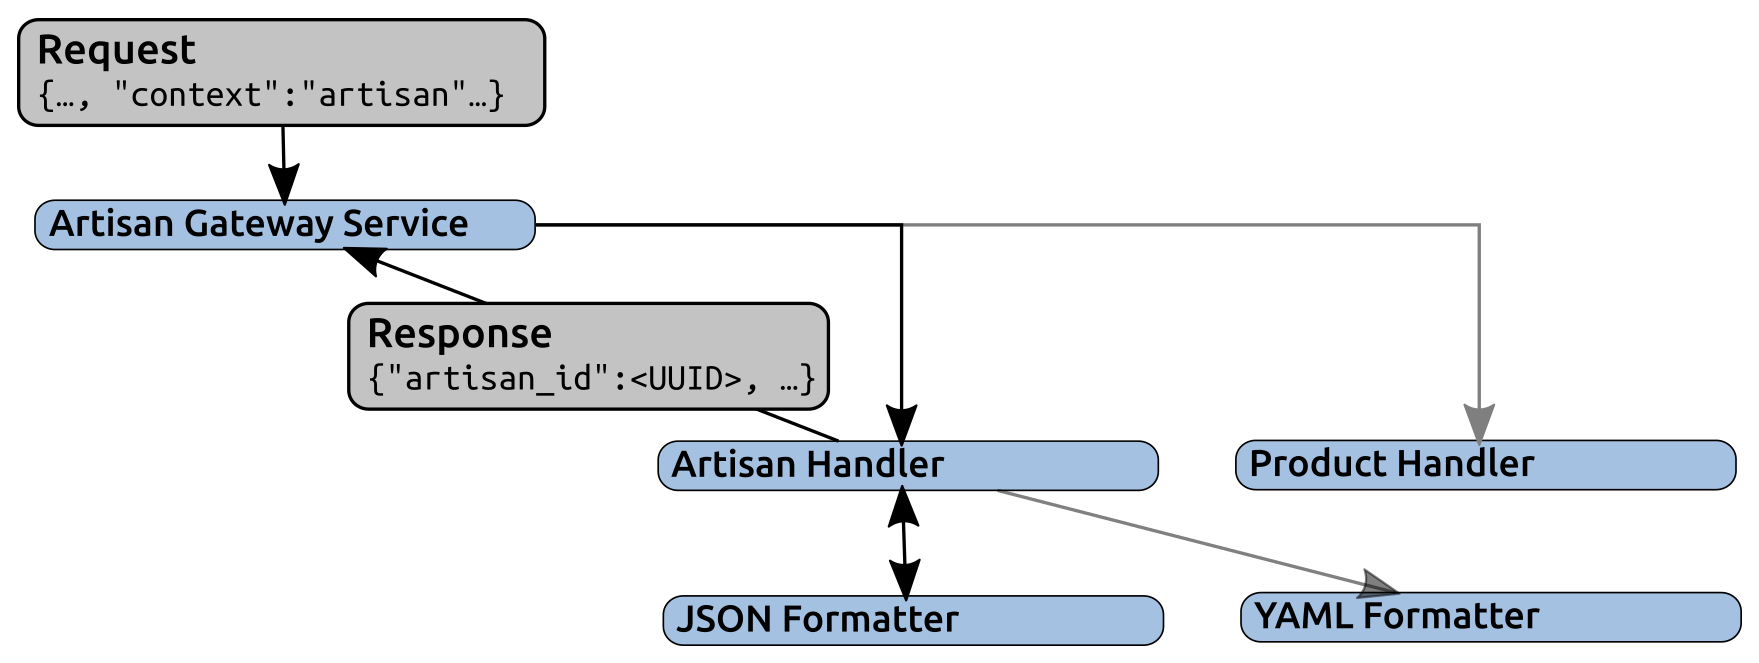 Request
{…, "context":"artisan"…}
Artisan Gateway Service
Response
{"artisan_id":<UUID>, …}
Artisan Handler
Product Handler
JSON Formatter
YAML Formatter